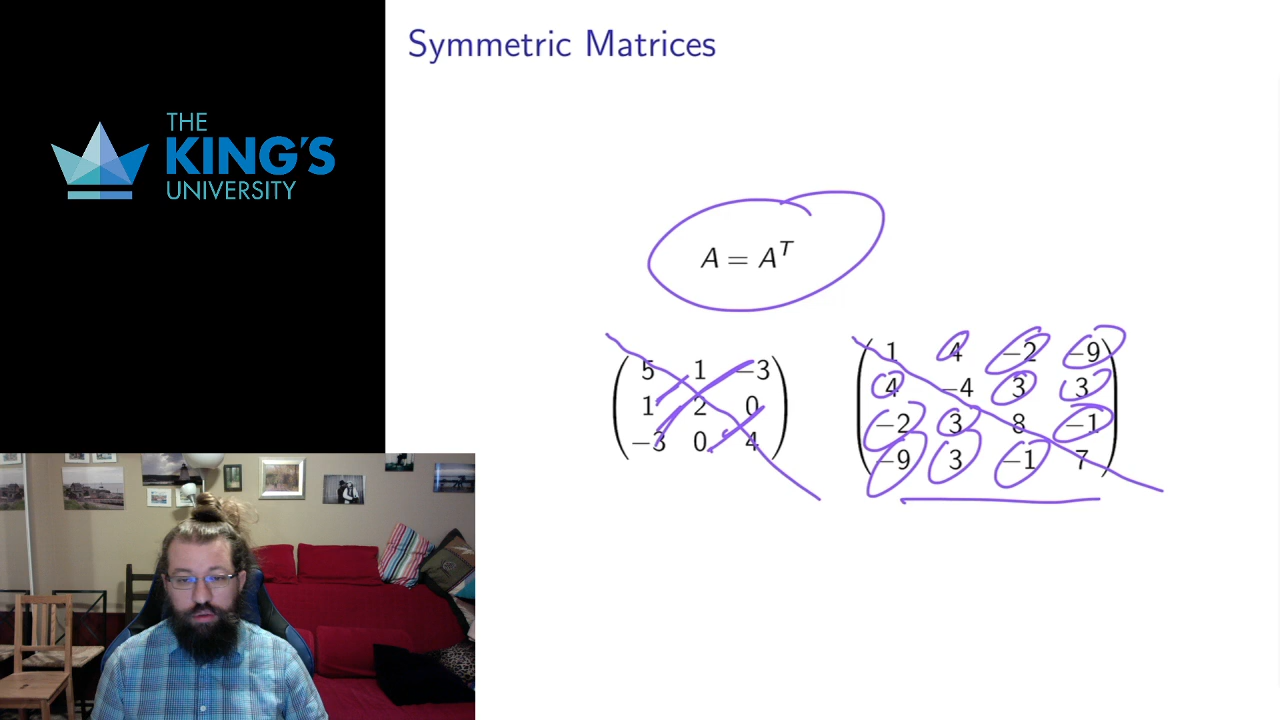 THE
KING'S
UNIVERSITY
Symmetric Matrices
A = Aᵀ
5 1 −3
1 2 0
−3 0 4
1 4 −2 −9
4 −4 3 3
−2 3 8 −1
−9 3 −1 7